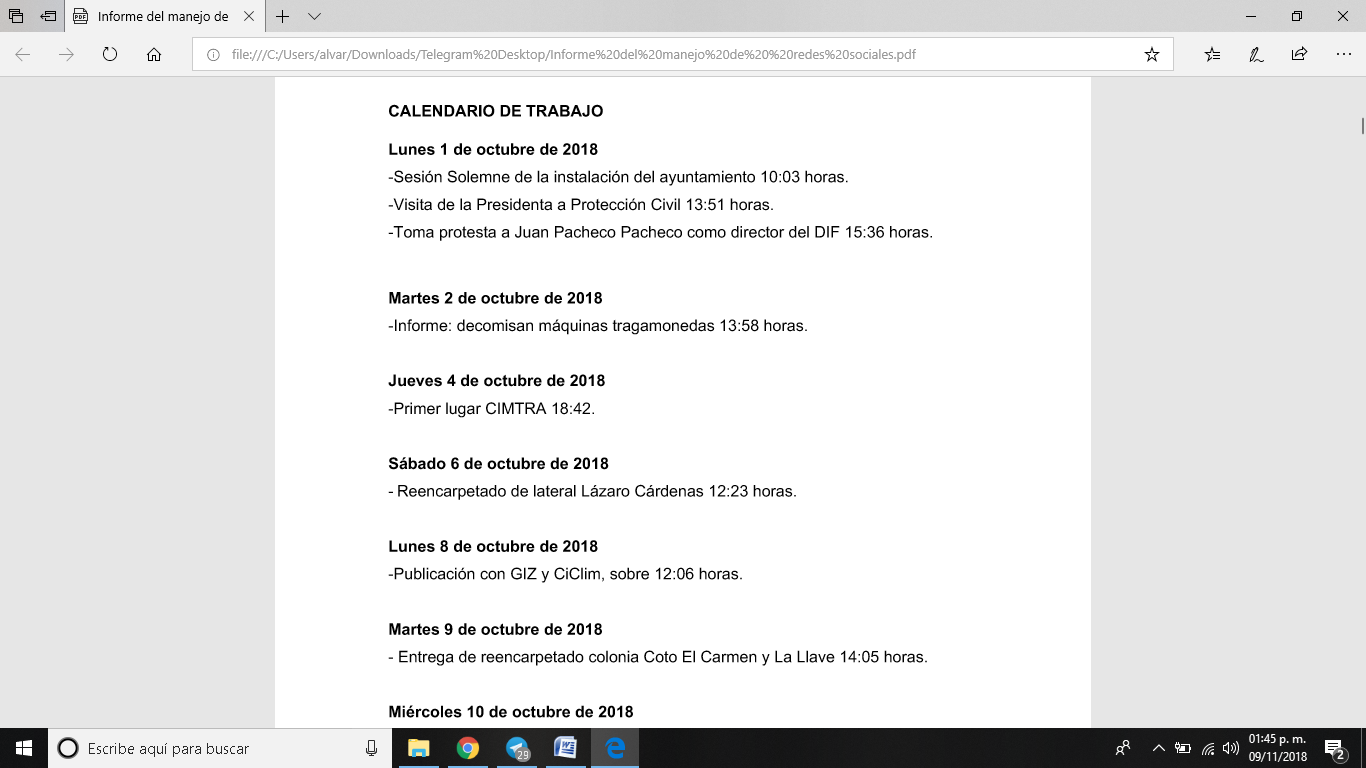 Informe del manejo de
file:///C:/Users/alvar/Downloads/Telegram%20Desktop/Informe%20del%20manejo%20de%20%20redes%20sociales.pdf
CALENDARIO DE TRABAJO
Lunes 1 de octubre de 2018
-Sesión Solemne de la instalación del ayuntamiento 10:03 horas.
-Visita de la Presidenta a Protección Civil 13:51 horas.
-Toma protesta a Juan Pacheco Pacheco como director del DIF 15:36 horas.
Martes 2 de octubre de 2018
-Informe: decomisan máquinas tragamonedas 13:58 horas.
Jueves 4 de octubre de 2018
-Primer lugar CIMTRA 18:42.
Sábado 6 de octubre de 2018
- Reencarpetado de lateral Lázaro Cárdenas 12:23 horas.
Lunes 8 de octubre de 2018
-Publicación con GIZ y CiClim, sobre 12:06 horas.
Martes 9 de octubre de 2018
- Entrega de reencarpetado colonia Coto El Carmen y La Llave 14:05 horas.
Miércoles 10 de octubre de 2018
Escribe aquí para buscar
29
01:45 p. m.
09/11/2018
2